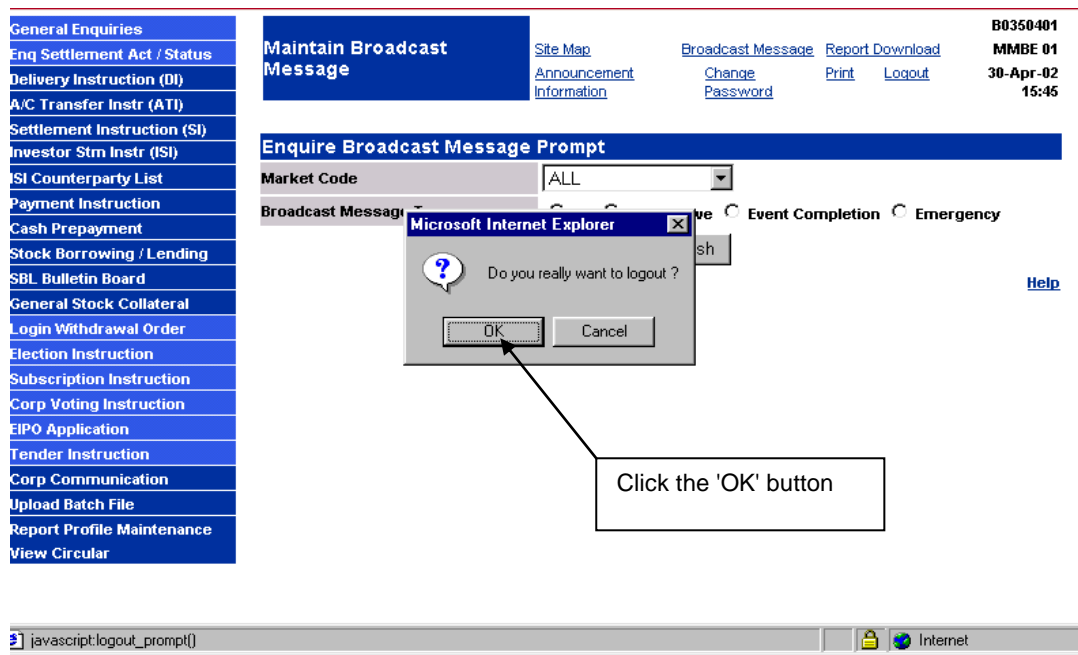 General Enquiries
Enq Settlement Act / Status
Delivery Instruction (DI)
A/C Transfer Instr (ATI)
Settlement Instruction (SI)
Investor Stm Instr (ISI)
ISI Counterparty List
Payment Instruction
Cash Prepayment
Stock Borrowing / Lending
SBL Bulletin Board
General Stock Collateral
Login Withdrawal Order
Election Instruction
Subscription Instruction
Corp Voting Instruction
EIPO Application
Tender Instruction
Corp Communication
Upload Batch File
Report Profile Maintenance
View Circular
Maintain Broadcast
Message
Site Map
Broadcast Message
Report Download
Announcement
Information
Change
Password
Print
Logout
B0350401
MMBE 01
30-Apr-02
15:45
Enquire Broadcast Message Prompt
Market Code
ALL
Broadcast Message
ve
Event Completion
Emergency
sh
Help
Microsoft Internet Explorer
Do you really want to logout ?
OK
Cancel
Click the 'OK' button
javascript:logout_prompt()
Internet